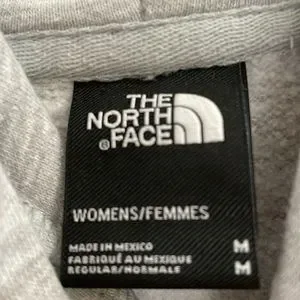 THE
NORTH
® FACE
WOMENS/FEMMES
MADE IN MEXICO M
FABRIQUÉ AU MEXIQUE M
REGULAR/NORMALE